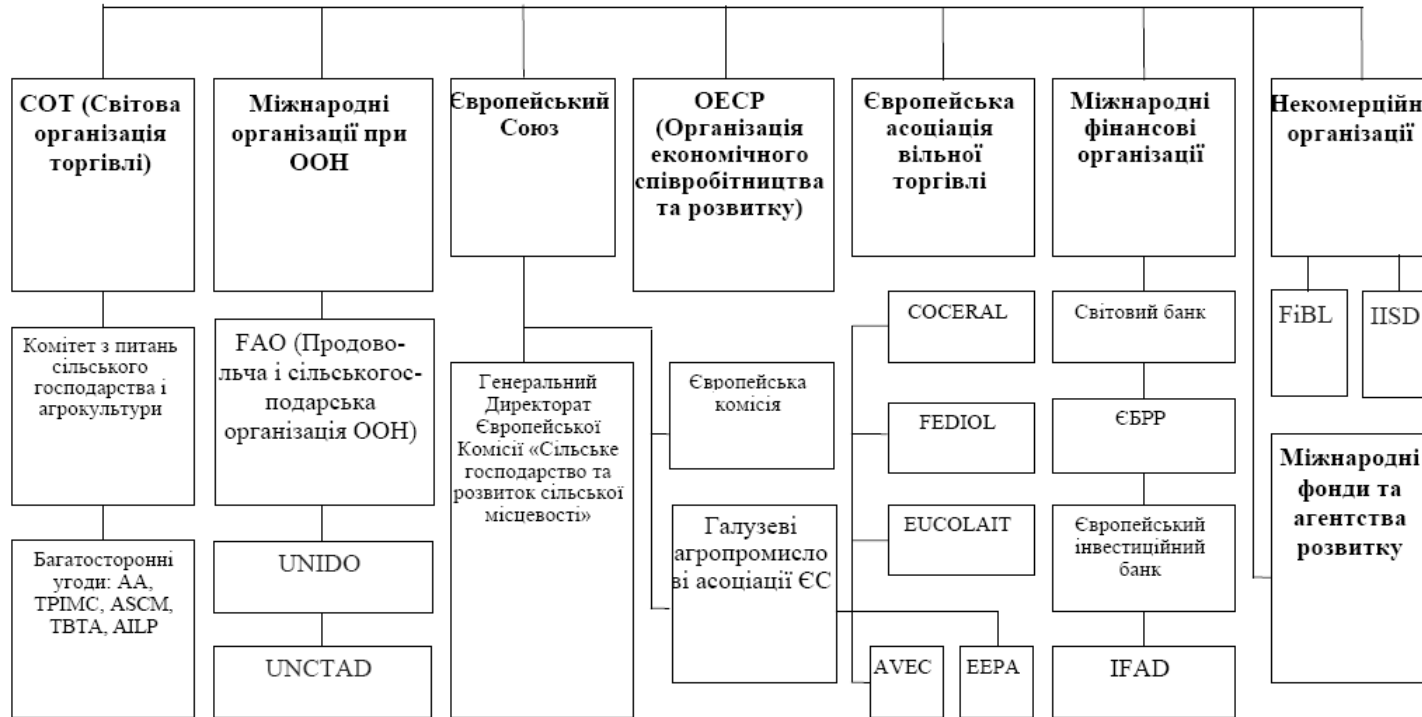 СОТ (Світова
організація
торгівлі)
Міжнародні
організації при
ООН
Європейський
Союз
ОЕСР
(Організація
економічного
співробітництва
та розвитку)
Європейська
асоціація
вільної
торгівлі
Міжнародні
фінансові
організації
Некомерційн
організації
Комітет з питань
сільського
господарства і
агрокультури
FAO (Продово-
льча і сільськогос-
подарська
організація ООН)
Генеральний
Директорат
Європейської
Комісії «Сільське
господарство та
розвиток сільської
місцевості»
Європейська
комісія
COCERAL
Світовий банк
FiBL
IISD
FEDIOL
ЄБРР
Міжнародні
фонди та
агентства
розвитку
Багатосторонні
угоди: AA,
ТРІМС, ASCM,
TBTA, AILP
UNIDO
UNCTAD
Галузеві
агропромисло
ві асоціації ЄС
EUCOLAIT
Європейський
інвестиційний
банк
AVEC
EEPA
IFAD